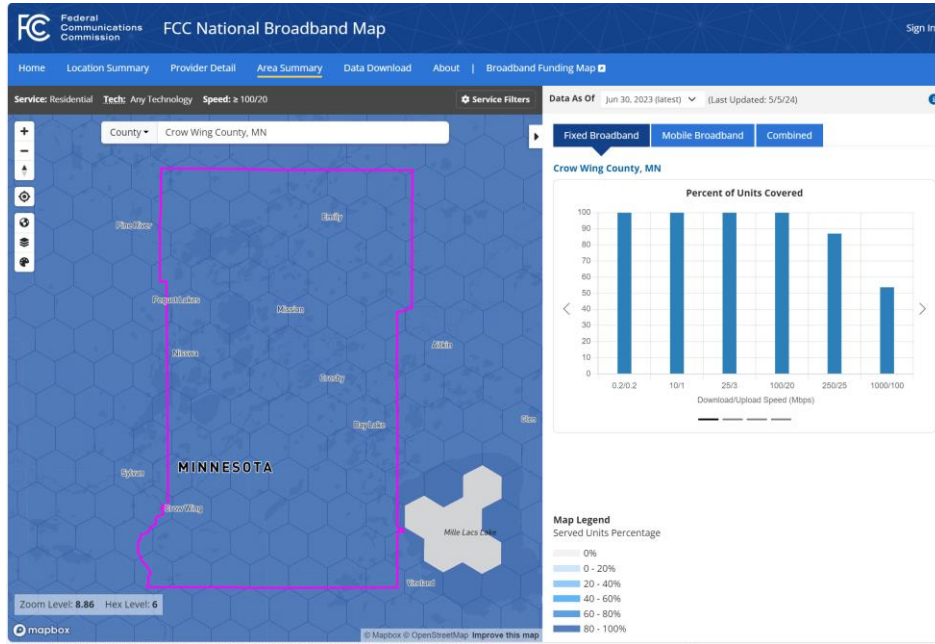 Federal
Communications
Commission
FCC National Broadband Map
Sign In
Home Location Summary Provider Detail Area Summary Data Download About | Broadband Funding Map
Service: Residential Tech: Any Technology Speed: ≥ 100/20
Service Filters
Data As Of Jun 30, 2023 (latest) (Last Updated: 5/5/24)
County Crow Wing County, MN
Fixed Broadband Mobile Broadband Combined
Crow Wing County, MN
Percent of Units Covered
100
90
80
70
60
50
40
30
20
10
0
0.2/0.2 10/1 25/3 100/20 250/25 1000/100
Download/Upload Speed (Mbps)
Pine River
Emily
Pequot Lakes
Mission
Nisswa
Aitkin
Crosby
Bay Lake
Glen
Sylvan
MINNESOTA
Crow Wing
Mille Lacs Lake
Vineland
Map Legend
Served Units Percentage
0%
0 - 20%
20 - 40%
40 - 60%
60 - 80%
80 - 100%
Zoom Level: 8.86 Hex Level: 6
mapbox
© Mapbox © OpenStreetMap Improve this map